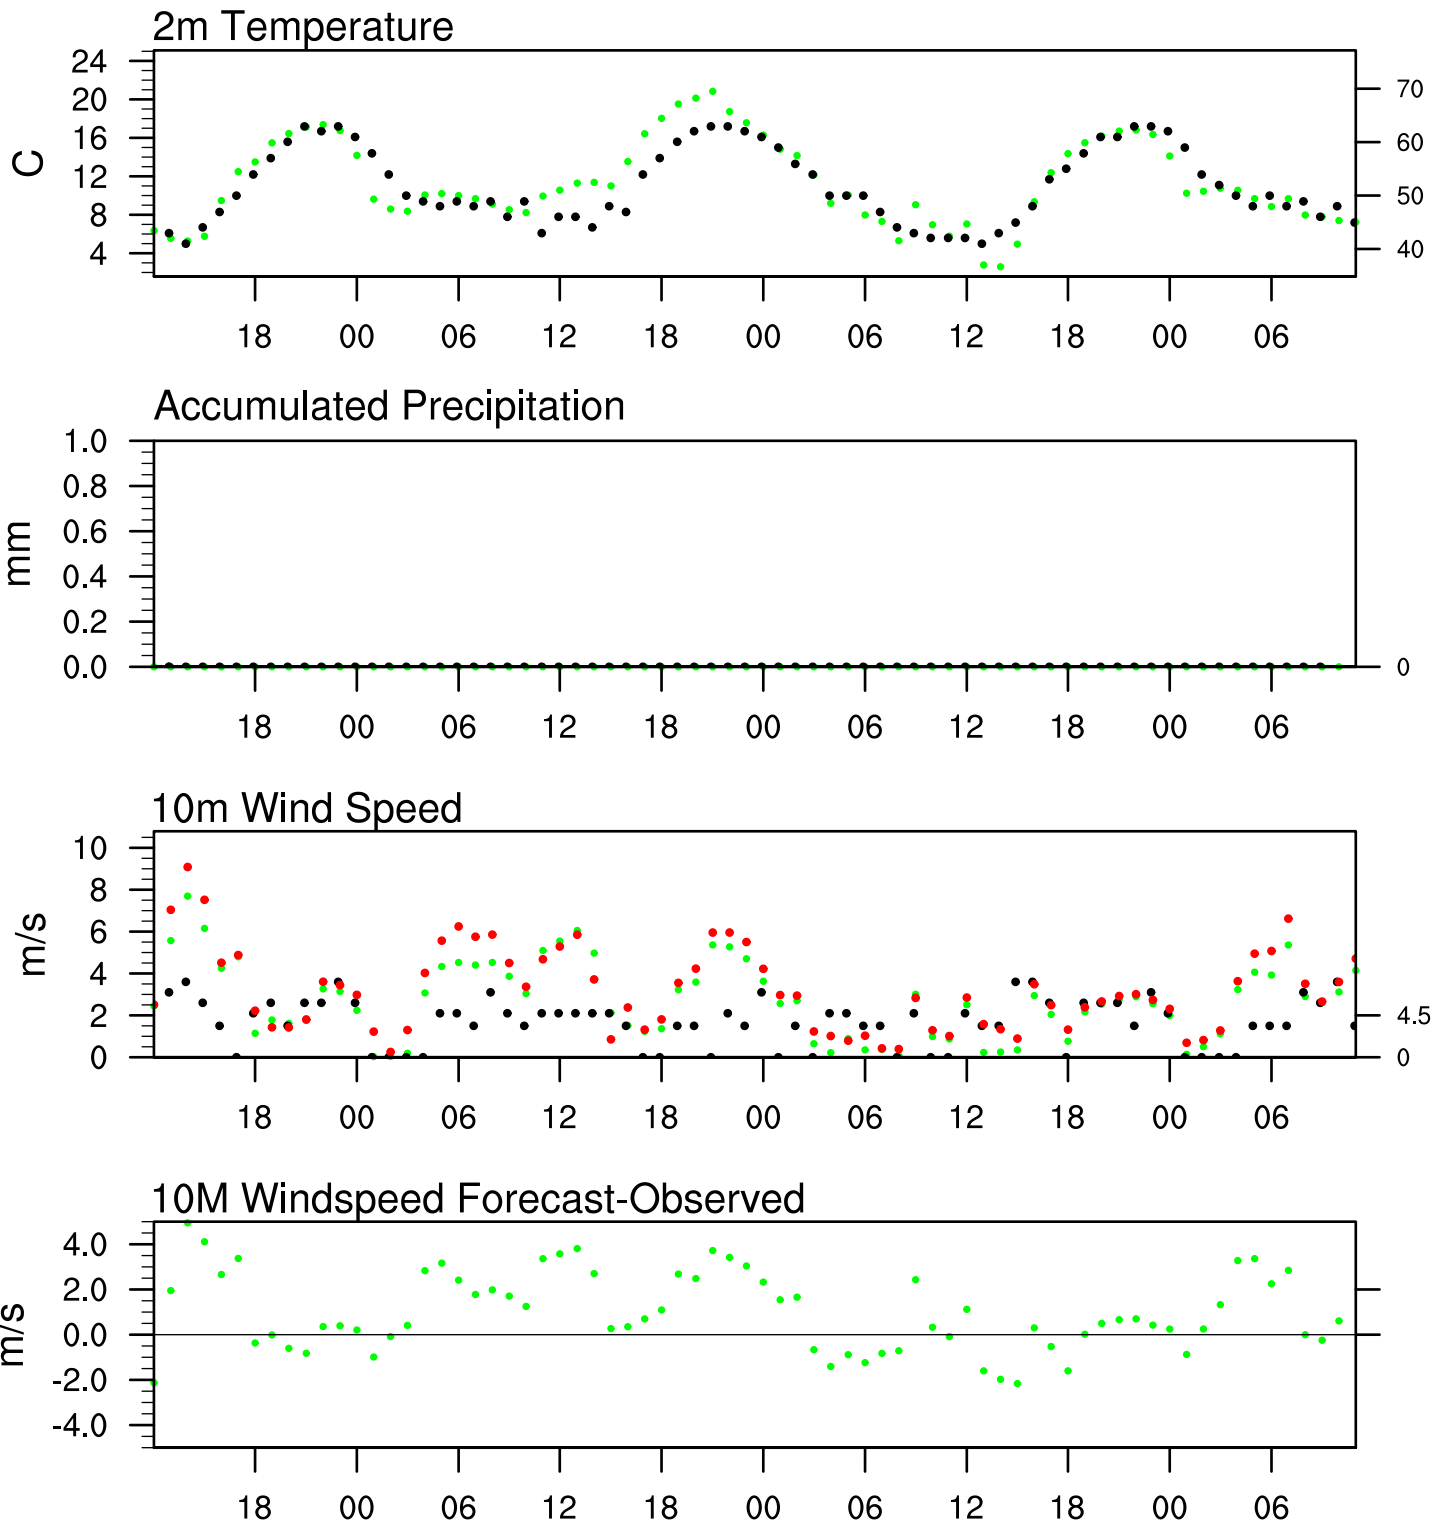 2m Temperature
24
20
16
12
8
4
C
70
60
50
40
18 00 06 12 18 00 06 12 18 00 06
Accumulated Precipitation
1.0
0.8
0.6
0.4
0.2
0.0
mm
0
18 00 06 12 18 00 06 12 18 00 06
10m Wind Speed
10
8
6
4
2
0
m/s
4.5
0
18 00 06 12 18 00 06 12 18 00 06
10M Windspeed Forecast-Observed
4.0
2.0
0.0
-2.0
-4.0
m/s
18 00 06 12 18 00 06 12 18 00 06